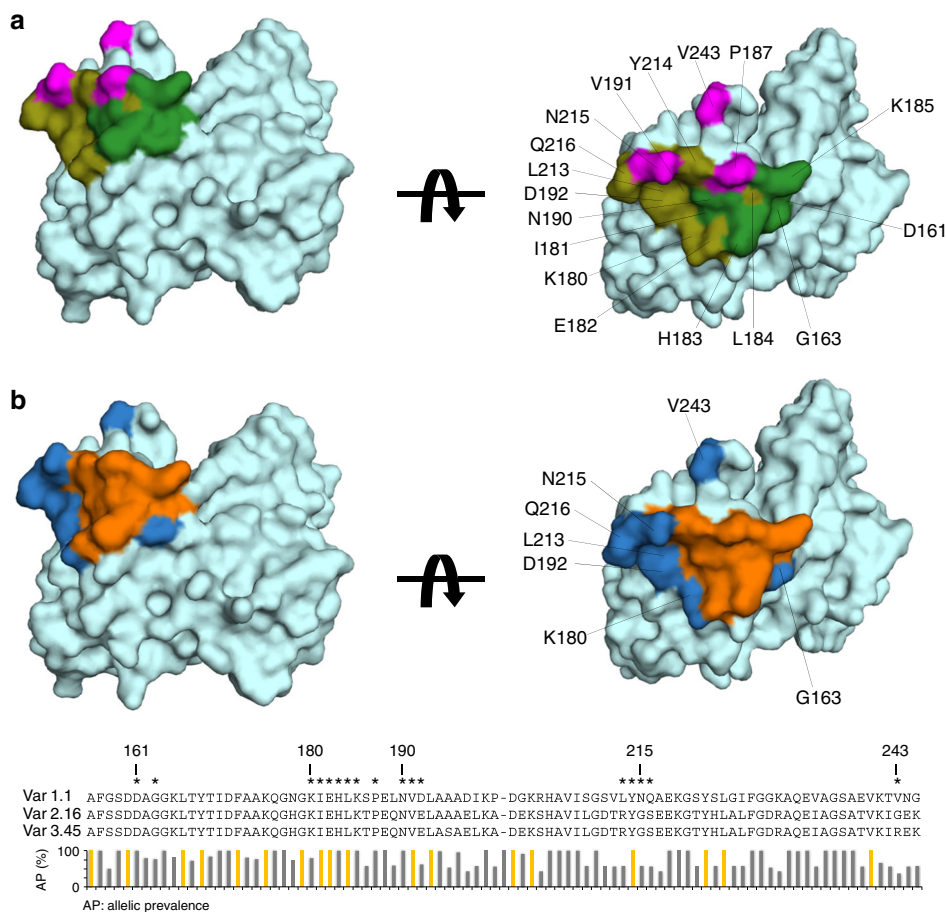 a
V243
P187
Y214
V191
N215
Q216
L213
D192
N190
I181
K180
E182
H183
L184
G163
D161
K185
b
V243
N215
Q216
L213
D192
K180
G163
161 180 190 215 243
* * ****** * *** **** *
Var 1.1 AFGSDDAGGKLTYTIDFAAKQGNGKIEHLKSPELNVDLAAADIKP-DGKRHAVISGSVLYNQAEKGSYSLGIFGGKAQEVAGSAEVKTVNG
Var 2.16 AFSSDDAGGKLTYTIDFAAKQGHGKIEHLKTPEQNVELASAELKA-DEKSHAVILGDTRYGSEEKGTYHLALFGDRAQEIAGSATVKIGEK
Var 3.45 AFSSDDAGGKLTYTIDFAAKQGHGKIEHLKTPEQNVELAAAELKA-DEKSHAVILGDTRYGSEEKGTYHLALFGDRAQEIAGSATVKIREK
AP (%)
100
0
AP: allelic prevalence